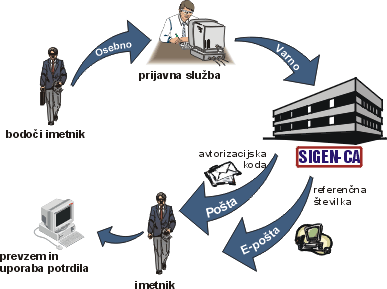 Osebno
prijavna služba
Varno
bodoči imetnik
SIGEN-CA
avtorizacijska
koda
Pošta
referenčna
številka
E-pošta
prevzem in
uporaba potrdila
imetnik